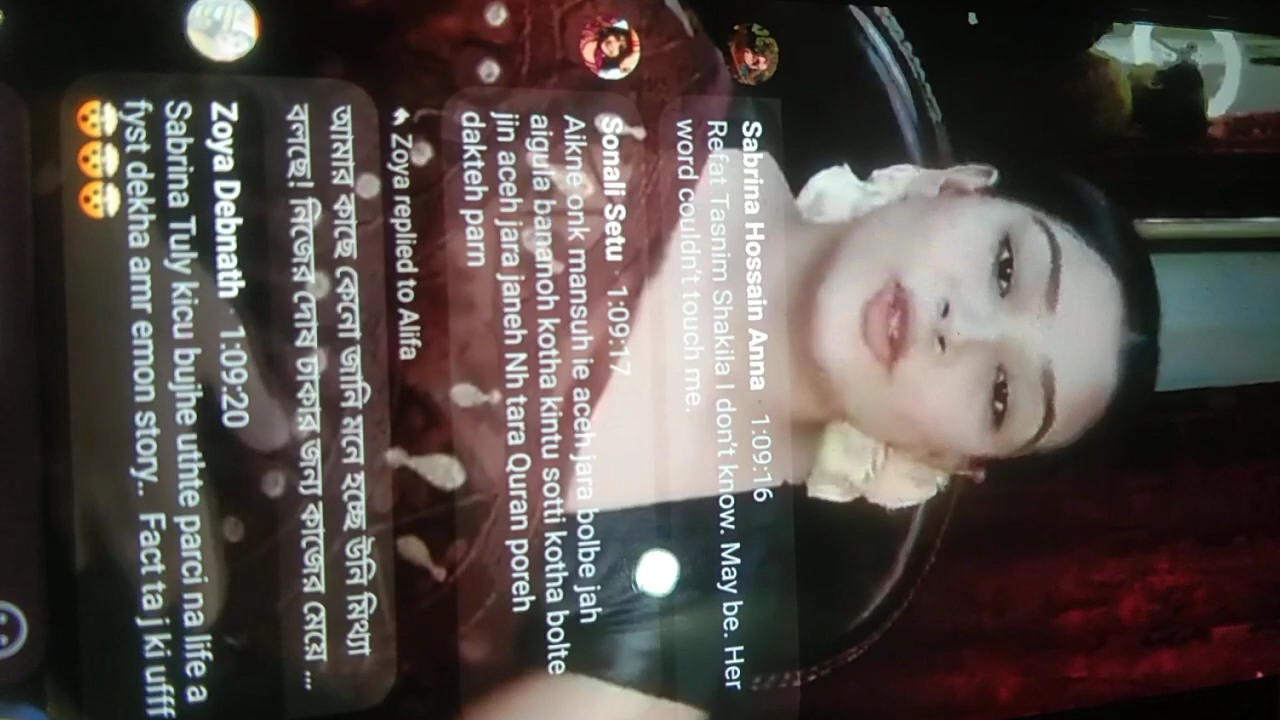 Sabrina Hossain Anna · 1:09:16
Refat Tasnim Shakila I don't know. May be. Her
word couldn't touch me.
Sonali Setu · 1:09:17
Aikne onk mansuh ie aceh jara bolbe jah
aigula bananoh kotha kintu sotti kotha bolte
jin aceh jara janeh Nh tara Quran poreh
dakteh parn
Zoya replied to Alifa
আমার কাছে কেনো জানি মনে হচ্ছে উনি মিথ্যা
বলছে! নিজের দোষ ঢাকার জন্য কাজের মেয়ে ...
Zoya Debnath · 1:09:20
Sabrina Tuly kicu bujhe uthte parci na life a
fyst dekha amr emon story.. Fact ta j ki uffff